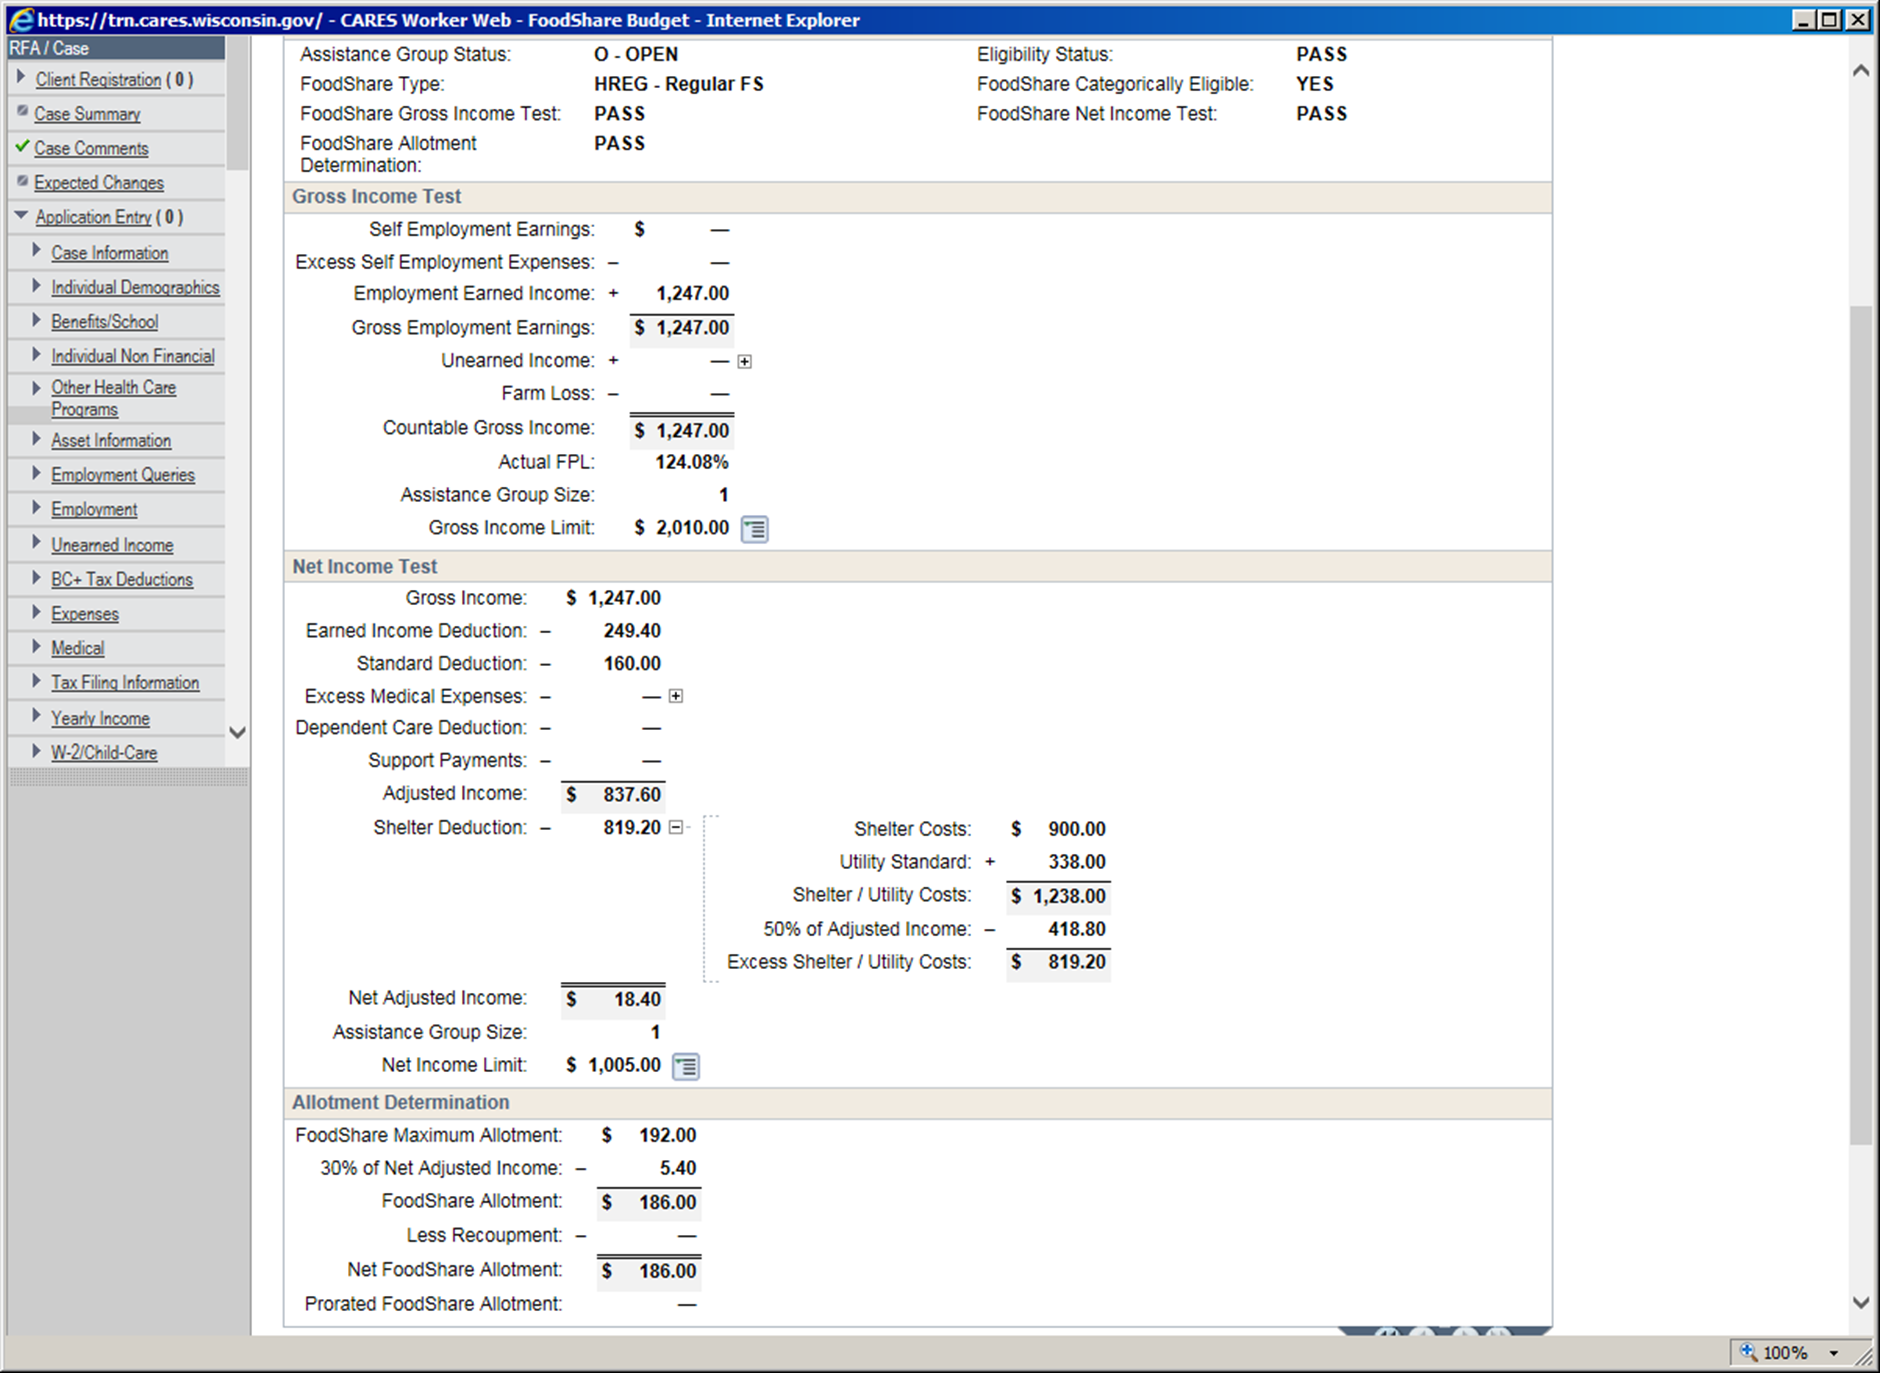 https://trn.cares.wisconsin.gov/ - CARES Worker Web - FoodShare Budget - Internet Explorer
RFA / Case
Client Registration ( 0 )
Case Summary
Case Comments
Expected Changes
Application Entry ( 0 )
Case Information
Individual Demographics
Benefits/School
Individual Non Financial
Other Health Care
Programs
Asset Information
Employment Queries
Employment
Unearned Income
BC+ Tax Deductions
Expenses
Medical
Tax Filing Information
Yearly Income
W-2/Child-Care
Assistance Group Status: O - OPEN Eligibility Status: PASS
FoodShare Type: HREG - Regular FS FoodShare Categorically Eligible: YES
FoodShare Gross Income Test: PASS FoodShare Net Income Test: PASS
FoodShare Allotment PASS
Determination:
Gross Income Test
Self Employment Earnings: $ —
Excess Self Employment Expenses: – —
Employment Earned Income: + 1,247.00
Gross Employment Earnings: $ 1,247.00
Unearned Income: + —
Farm Loss: – —
Countable Gross Income: $ 1,247.00
Actual FPL: 124.08%
Assistance Group Size: 1
Gross Income Limit: $ 2,010.00
Net Income Test
Gross Income: $ 1,247.00
Earned Income Deduction: – 249.40
Standard Deduction: – 160.00
Excess Medical Expenses: – —
Dependent Care Deduction: – —
Support Payments: – —
Adjusted Income: $ 837.60
Shelter Deduction: – 819.20
Shelter Costs: $ 900.00
Utility Standard: + 338.00
Shelter / Utility Costs: $ 1,238.00
50% of Adjusted Income: – 418.80
Excess Shelter / Utility Costs: $ 819.20
Net Adjusted Income: $ 18.40
Assistance Group Size: 1
Net Income Limit: $ 1,005.00
Allotment Determination
FoodShare Maximum Allotment: $ 192.00
30% of Net Adjusted Income: – 5.40
FoodShare Allotment: $ 186.00
Less Recoupment: – —
Net FoodShare Allotment: $ 186.00
Prorated FoodShare Allotment: —
100%